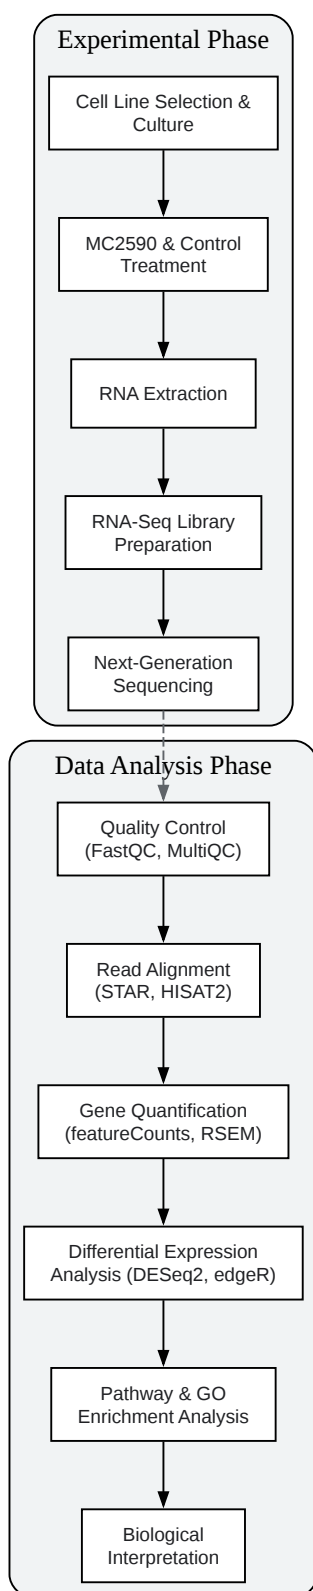 Experimental Phase
Cell Line Selection &
Culture
MC2590 & Control
Treatment
RNA Extraction
RNA-Seq Library
Preparation
Next-Generation
Sequencing
Data Analysis Phase
Quality Control
(FastQC, MultiQC)
Read Alignment
(STAR, HISAT2)
Gene Quantification
(featureCounts, RSEM)
Differential Expression
Analysis (DESeq2, edgeR)
Pathway & GO
Enrichment Analysis
Biological
Interpretation